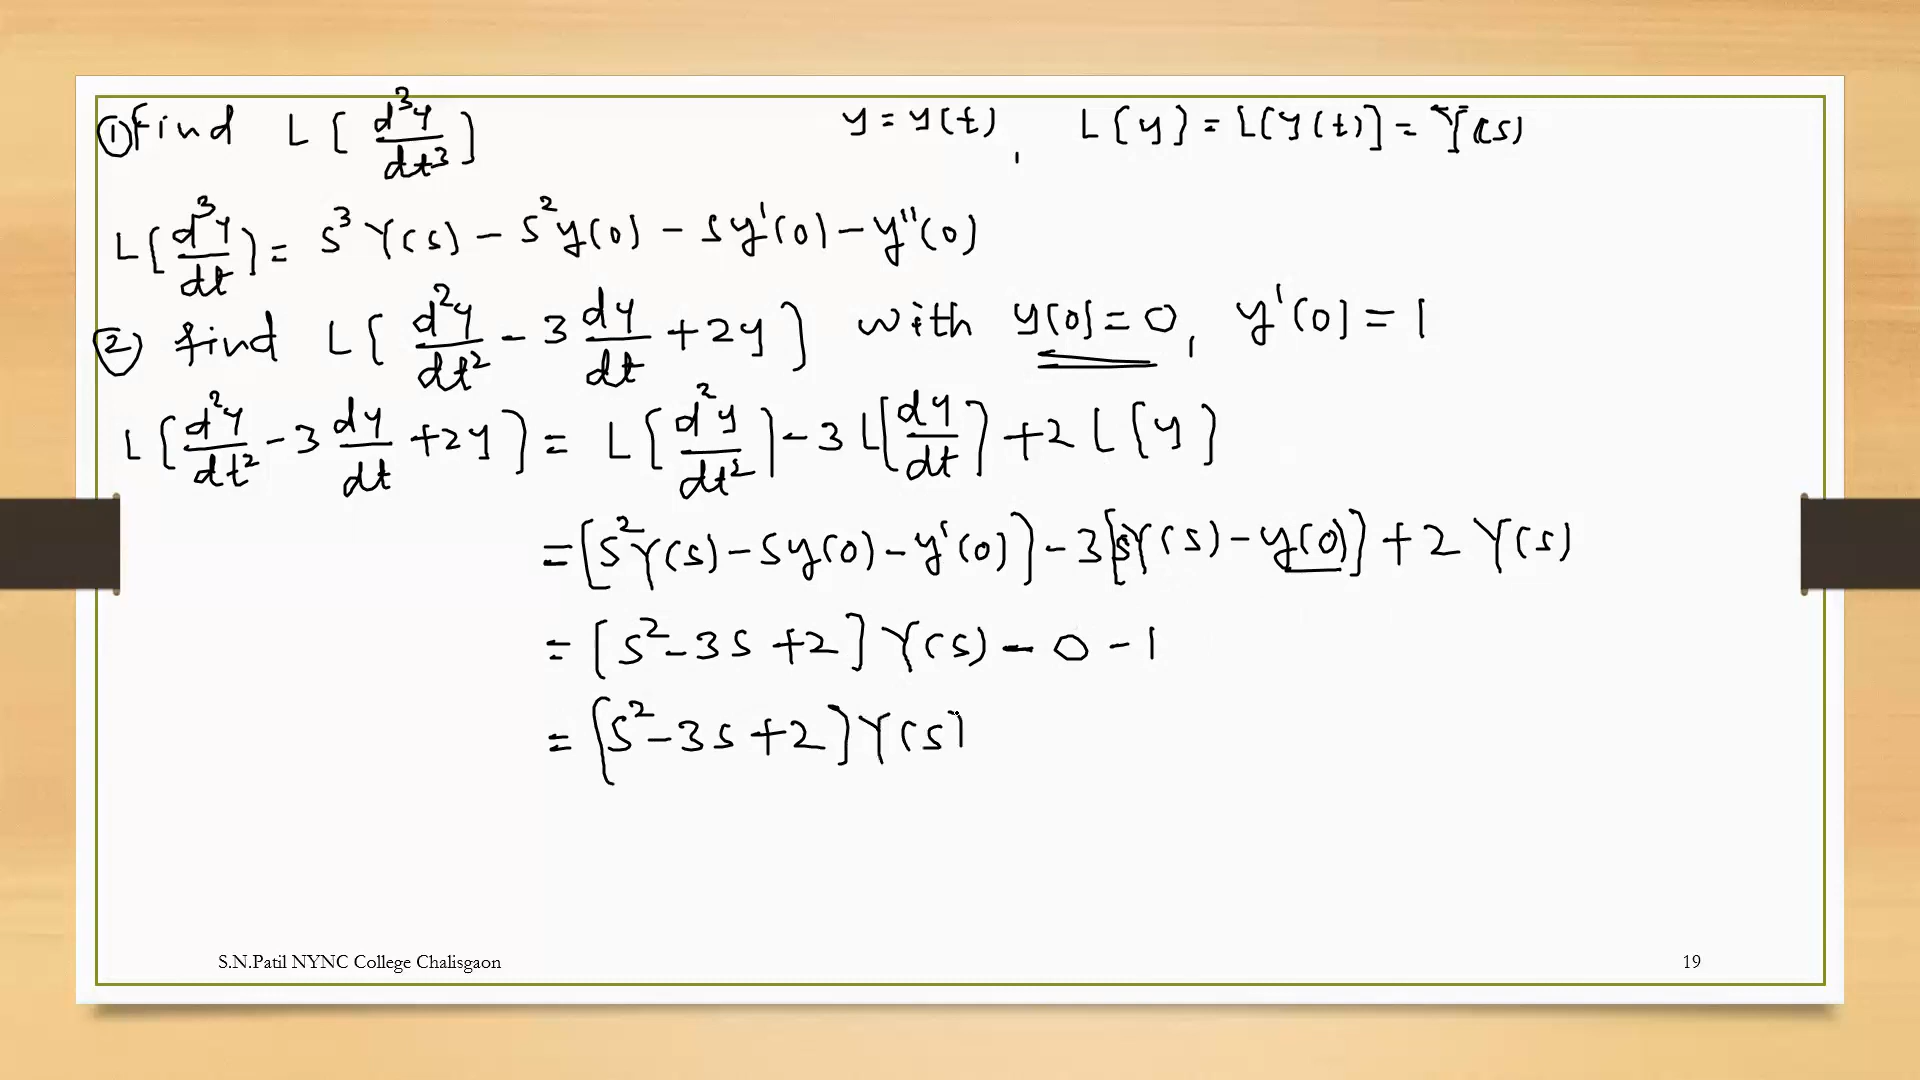 ① Find L[d³y/dt³] y = y(t), L[y] = L[y(t)] = Y(s)
L[d³y/dt] = s³Y(s) - s²y(0) - sy'(0) - y''(0)
② find L[d²y/dt² - 3 dy/dt + 2y] with y(0) = 0, y'(0) = 1
L[d²y/dt² - 3 dy/dt + 2y] = L[d²y/dt²] - 3 L[dy/dt] + 2 L[y]
= [s²Y(s) - sy(0) - y'(0)] - 3[sY(s) - y(0)] + 2 Y(s)
= [s² - 3s + 2] Y(s) - 0 - 1
= [s² - 3s + 2] Y(s)
S.N.Patil NYNC College Chalisgaon 19